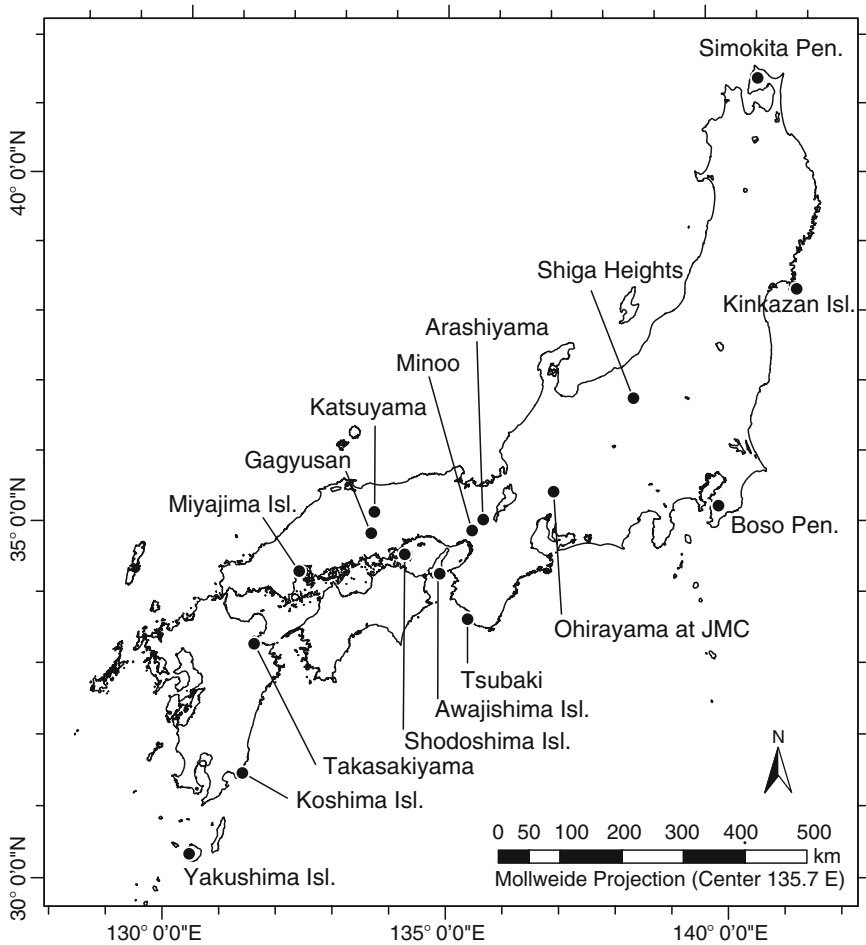 Simokita Pen.
40° 0'0"N
Shiga Heights
Kinkazan Isl.
Arashiyama
Minoo
Katsuyama
Gagyusan
Miyajima Isl.
35° 0'0"N
Boso Pen.
Ohirayama at JMC
Tsubaki
Awajishima Isl.
Shodoshima Isl.
Takasakiyama
Koshima Isl.
N
0 50 100 200 300 400 500
km
Mollweide Projection (Center 135.7 E)
Yakushima Isl.
30° 0'0"N
130° 0'0"E 135° 0'0"E 140° 0'0"E